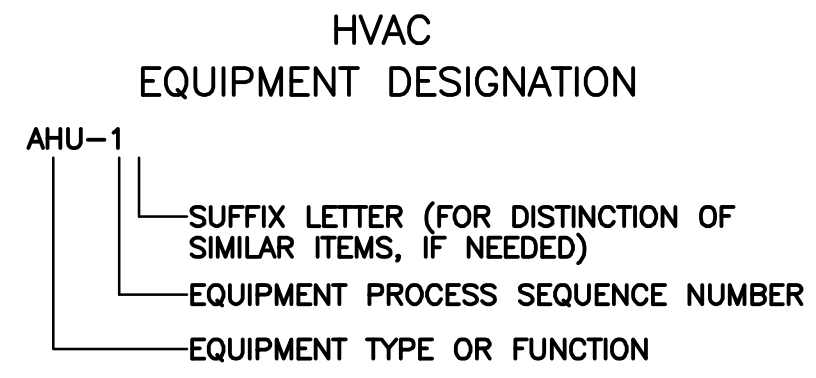 HVAC
EQUIPMENT DESIGNATION
AHU-1
SUFFIX LETTER (FOR DISTINCTION OF
SIMILAR ITEMS, IF NEEDED)
EQUIPMENT PROCESS SEQUENCE NUMBER
EQUIPMENT TYPE OR FUNCTION